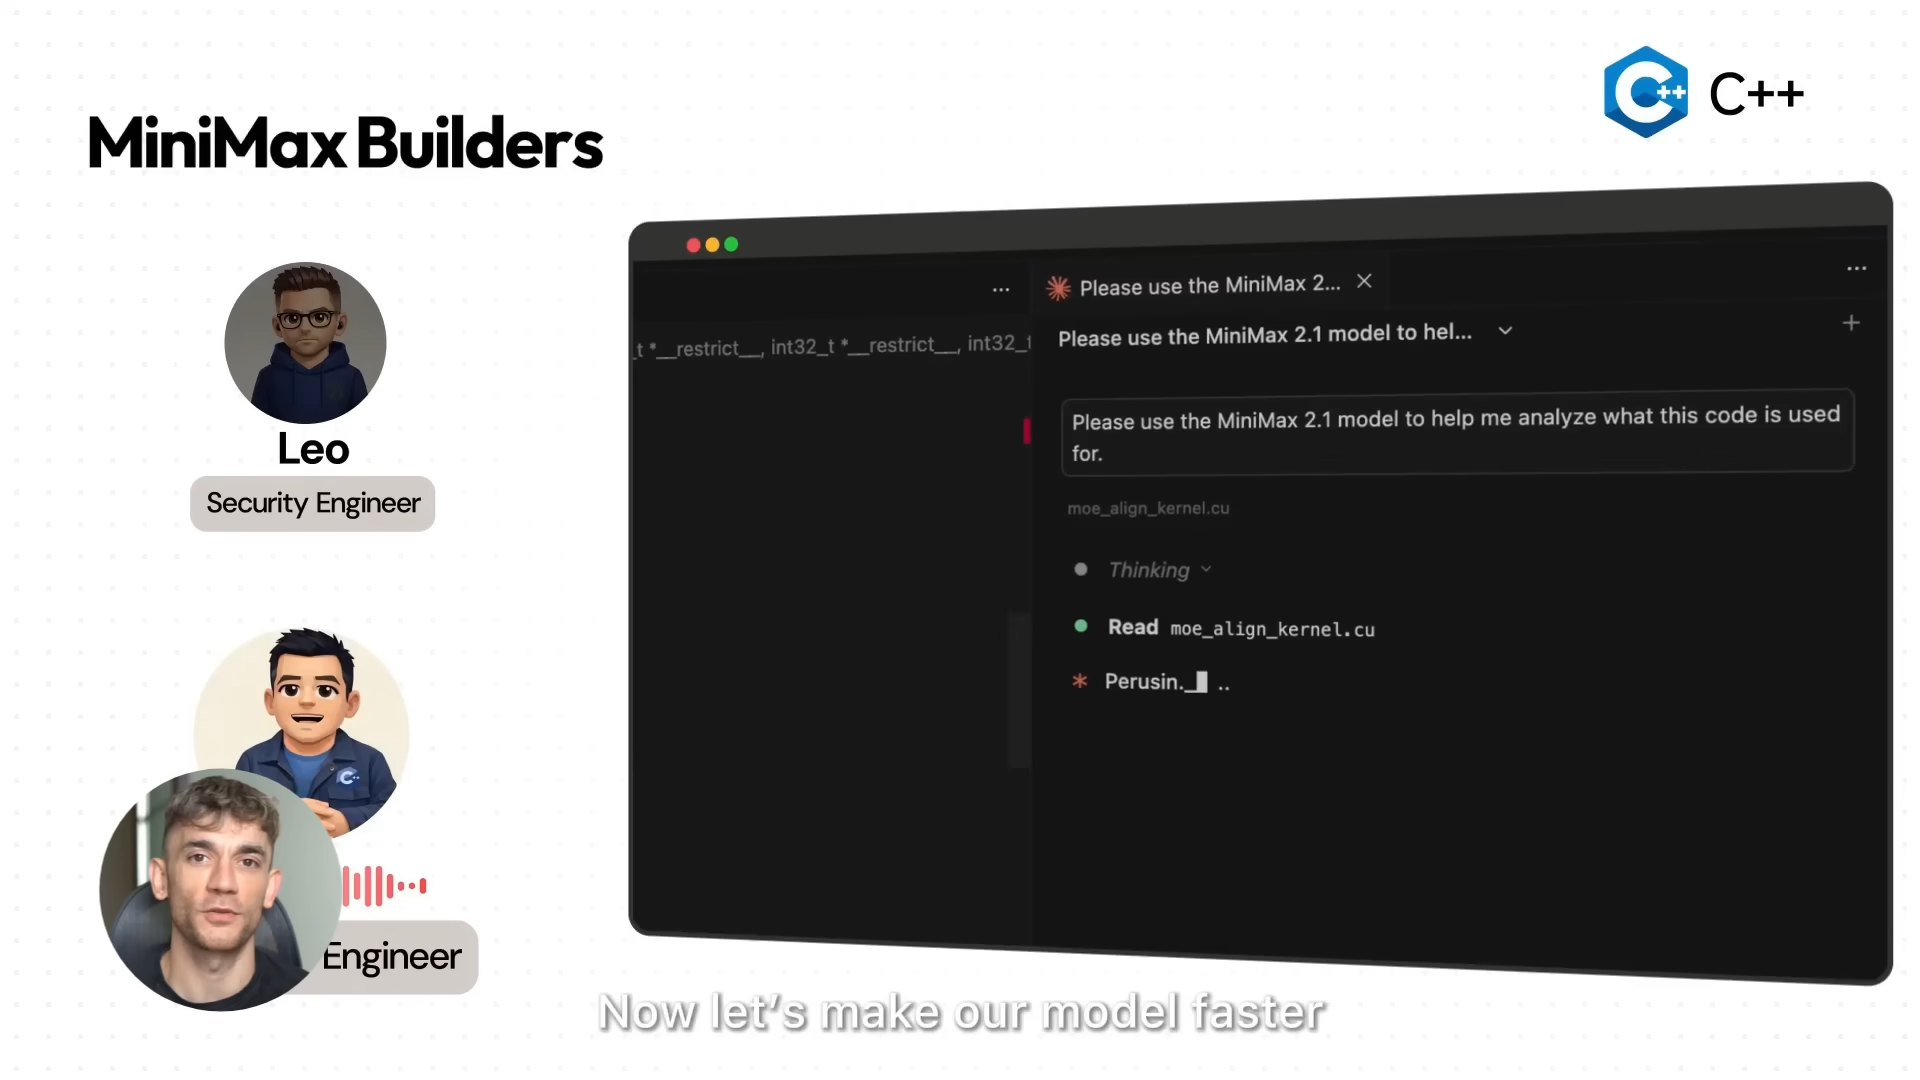 C++
MiniMax Builders
Leo
Security Engineer
Engineer
... Please use the MiniMax 2... ...
_t *__restrict__, int32_t *__restrict__, int32_t
Please use the MiniMax 2.1 model to hel...
Please use the MiniMax 2.1 model to help me analyze what this code is used
for.
moe_align_kernel.cu
Thinking
Read moe_align_kernel.cu
Perusin._ ..
Now let's make our model faster